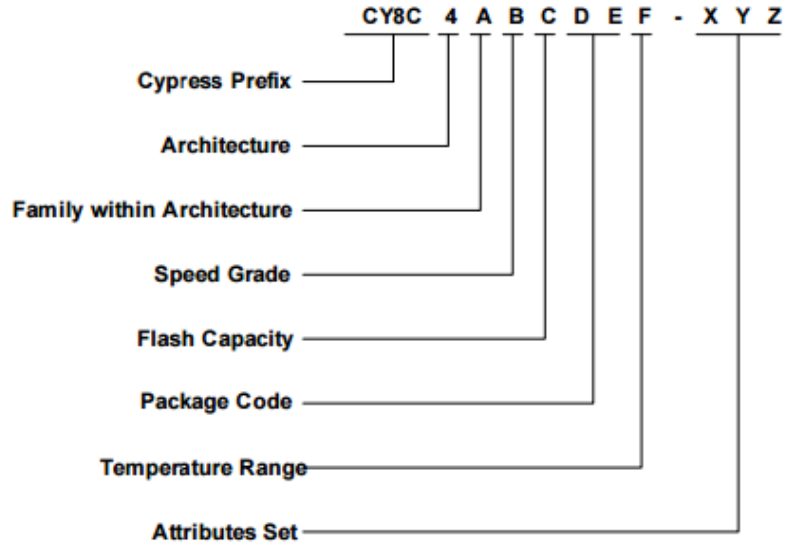 CY8C 4 A B C D E F - X Y Z
Cypress Prefix
Architecture
Family within Architecture
Speed Grade
Flash Capacity
Package Code
Temperature Range
Attributes Set